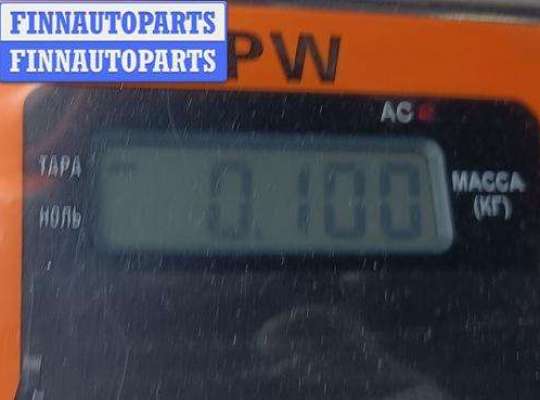 FINNAUTOPARTS
FINNAUTOPARTS
PW
AC
ТАРА
0.100
МАССА
(КГ)
НОЛЬ